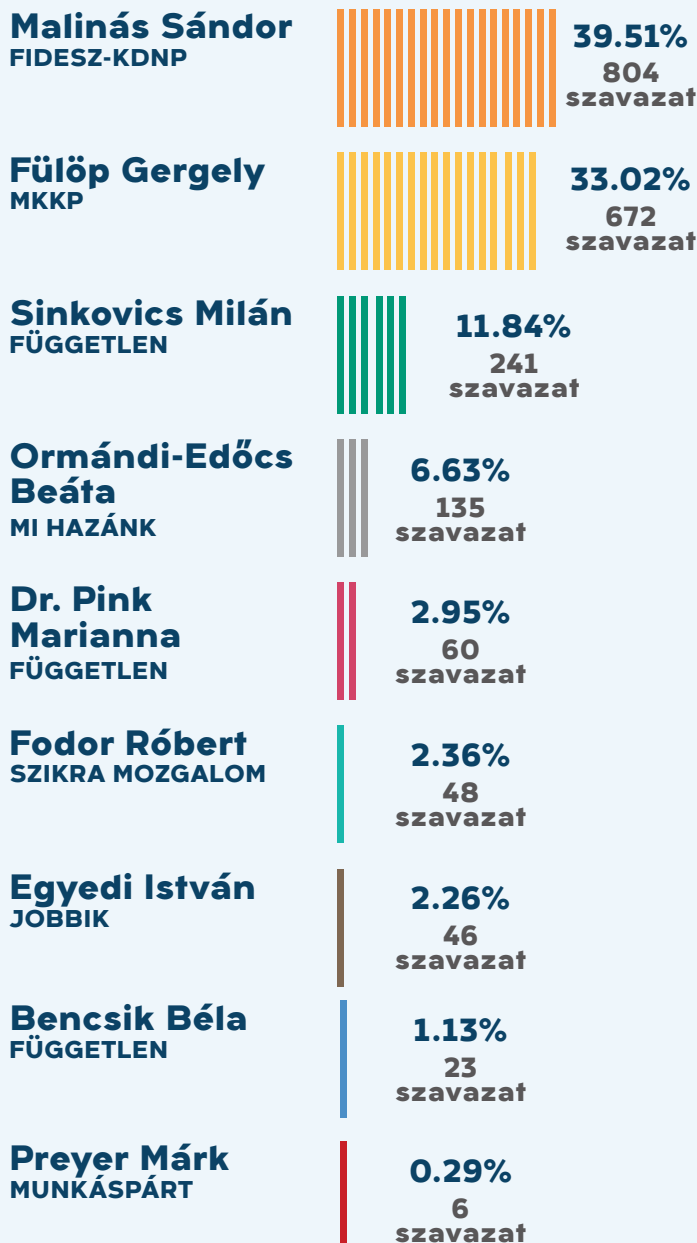 Malinás Sándor
FIDESZ-KDNP
39.51%
804
szavazat
Fülöp Gergely
MKKP
33.02%
672
szavazat
Sinkovics Milán
FÜGGETLEN
11.84%
241
szavazat
Ormándi-Edőcs
Beáta
MI HAZÁNK
6.63%
135
szavazat
Dr. Pink
Marianna
FÜGGETLEN
2.95%
60
szavazat
Fodor Róbert
SZIKRA MOZGALOM
2.36%
48
szavazat
Egyedi István
JOBBIK
2.26%
46
szavazat
Bencsik Béla
FÜGGETLEN
1.13%
23
szavazat
Preyer Márk
MUNKÁSPÁRT
0.29%
6
szavazat